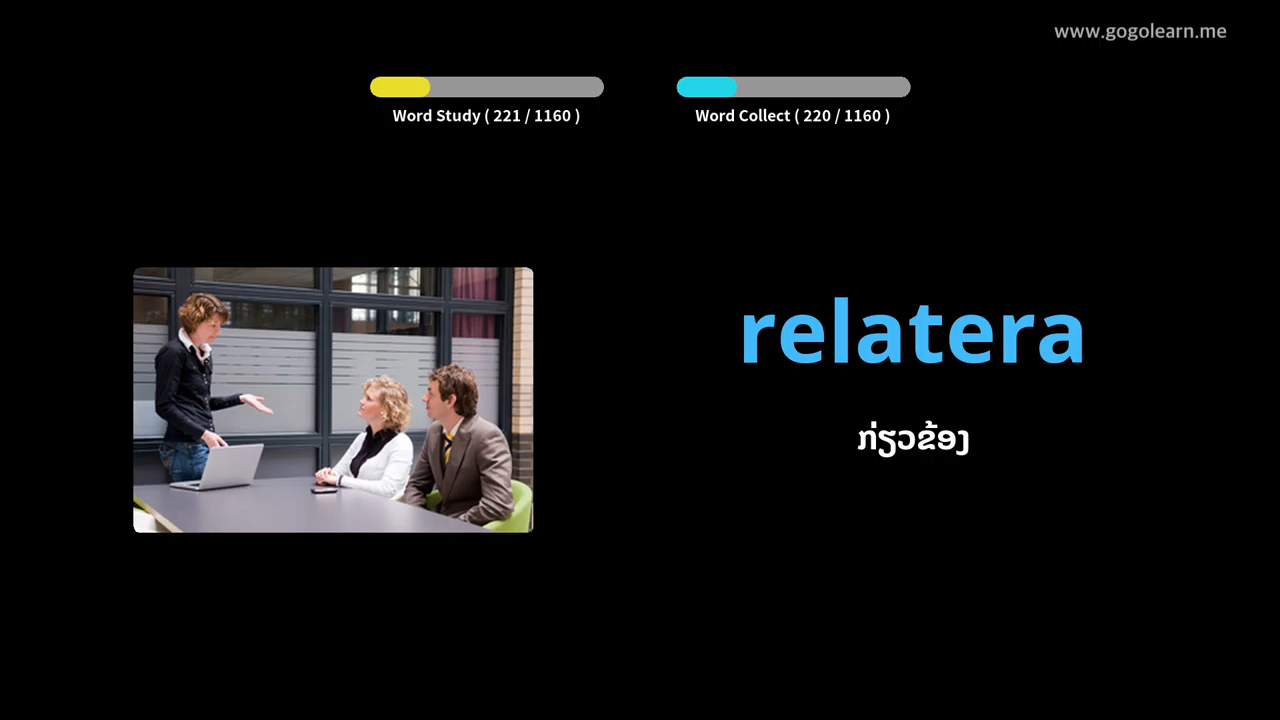 www.gogolearn.me
Word Study ( 221 / 1160 )
Word Collect ( 220 / 1160 )
relatera
ກ່ຽວຂ້ອງ